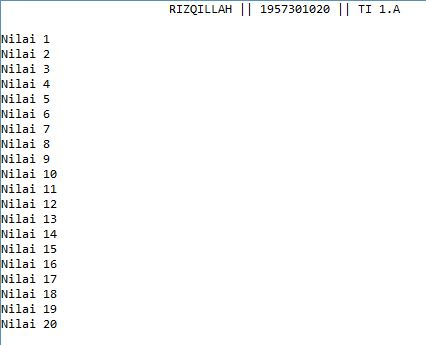 RIZQILLAH || 1957301020 || TI 1.A
Nilai 1
Nilai 2
Nilai 3
Nilai 4
Nilai 5
Nilai 6
Nilai 7
Nilai 8
Nilai 9
Nilai 10
Nilai 11
Nilai 12
Nilai 13
Nilai 14
Nilai 15
Nilai 16
Nilai 17
Nilai 18
Nilai 19
Nilai 20